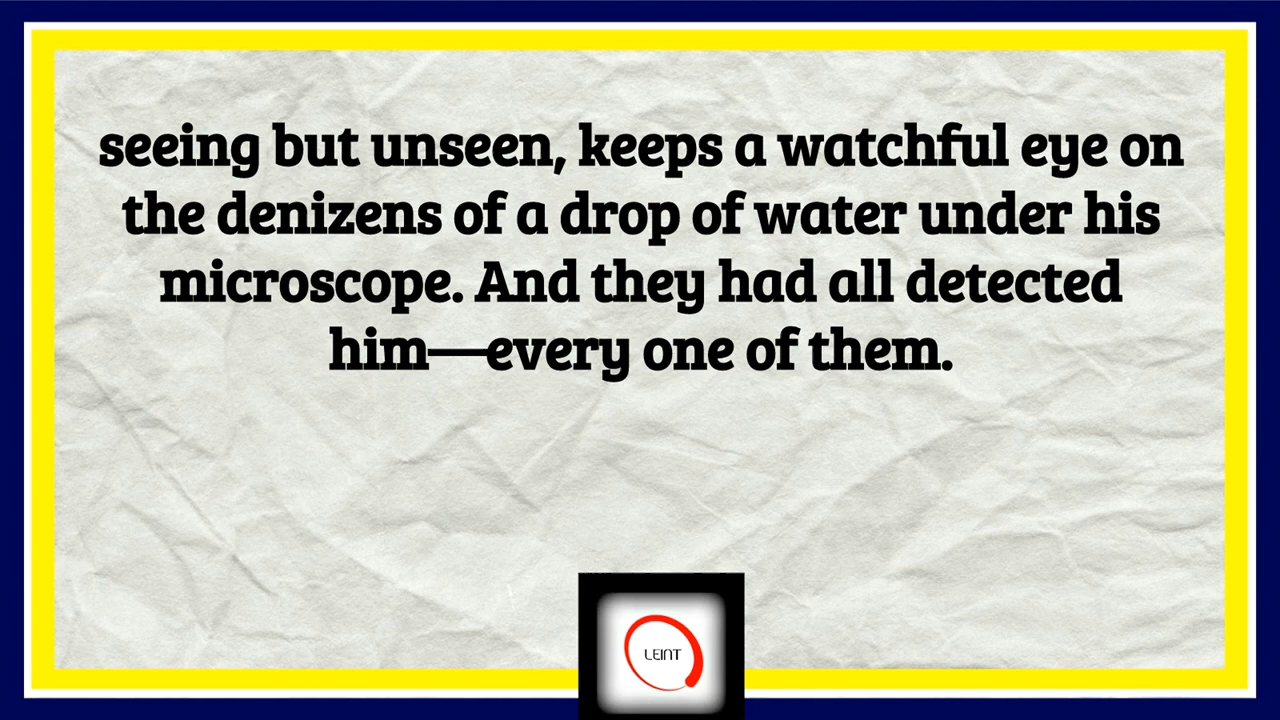 seeing but unseen, keeps a watchful eye on
the denizens of a drop of water under his
microscope. And they had all detected
him—every one of them.
LEINT